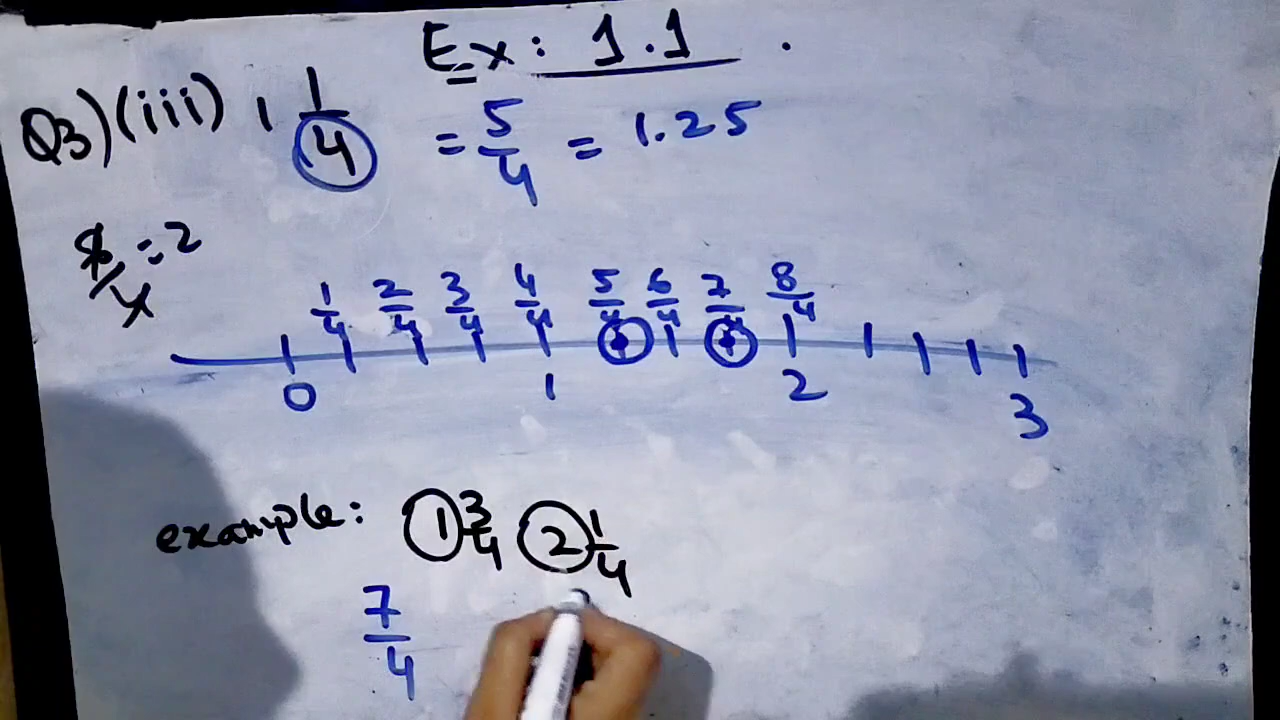 Ex: 1.1 .
Q3)(iii) 1 1/4 = 5/4 = 1.25
8/4 = 2
1/4 2/4 3/4 4/4 5/4 6/4 7/4 8/4
0 1 2 3
example: 1 3/4 2 1/4
7/4